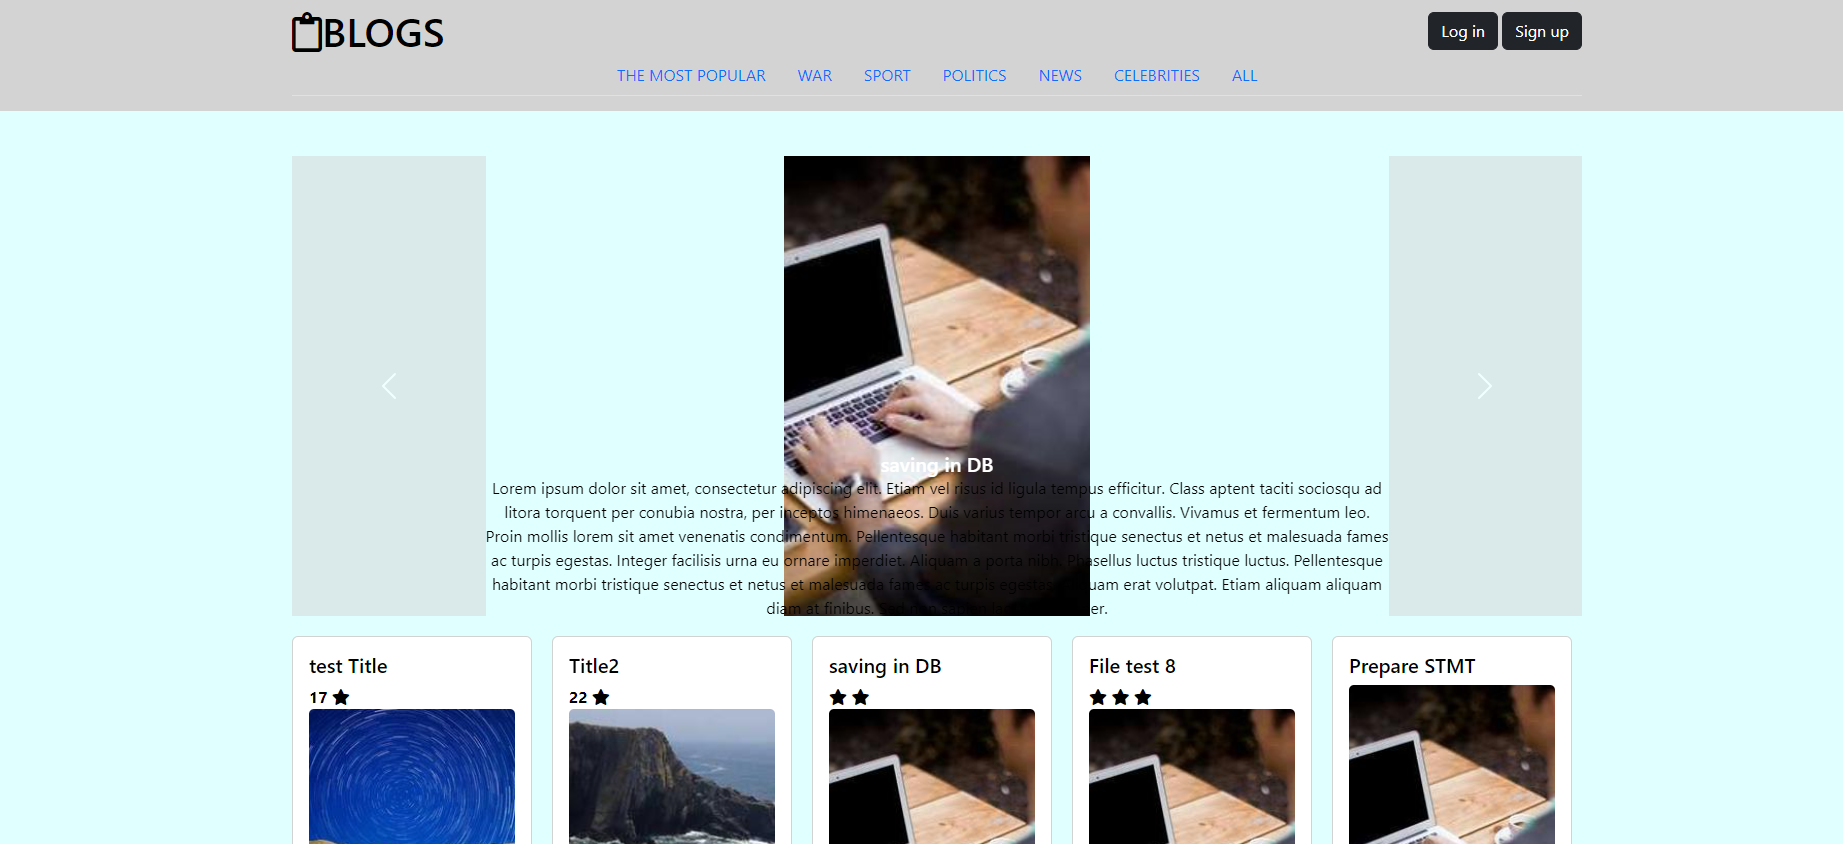 BLOGS
Log in Sign up
THE MOST POPULAR WAR SPORT POLITICS NEWS CELEBRITIES ALL
saving in DB
Lorem ipsum dolor sit amet, consectetur adipiscing elit. Etiam vel risus id ligula tempus efficitur. Class aptent taciti sociosqu ad
litora torquent per conubia nostra, per inceptos himenaeos. Duis varius tempor arcu a convallis. Vivamus et fermentum leo.
Proin mollis lorem sit amet venenatis condimentum. Pellentesque habitant morbi tristique senectus et netus et malesuada fames
ac turpis egestas. Integer facilisis urna eu ornare imperdiet. Aliquam a porta nibh. Phasellus luctus tristique luctus. Pellentesque
habitant morbi tristique senectus et netus et malesuada fames ac turpis egestas. erat volutpat. Etiam aliquam aliquam
diam at finibus.
test Title Title2 saving in DB File test 8 Prepare STMT
17 22